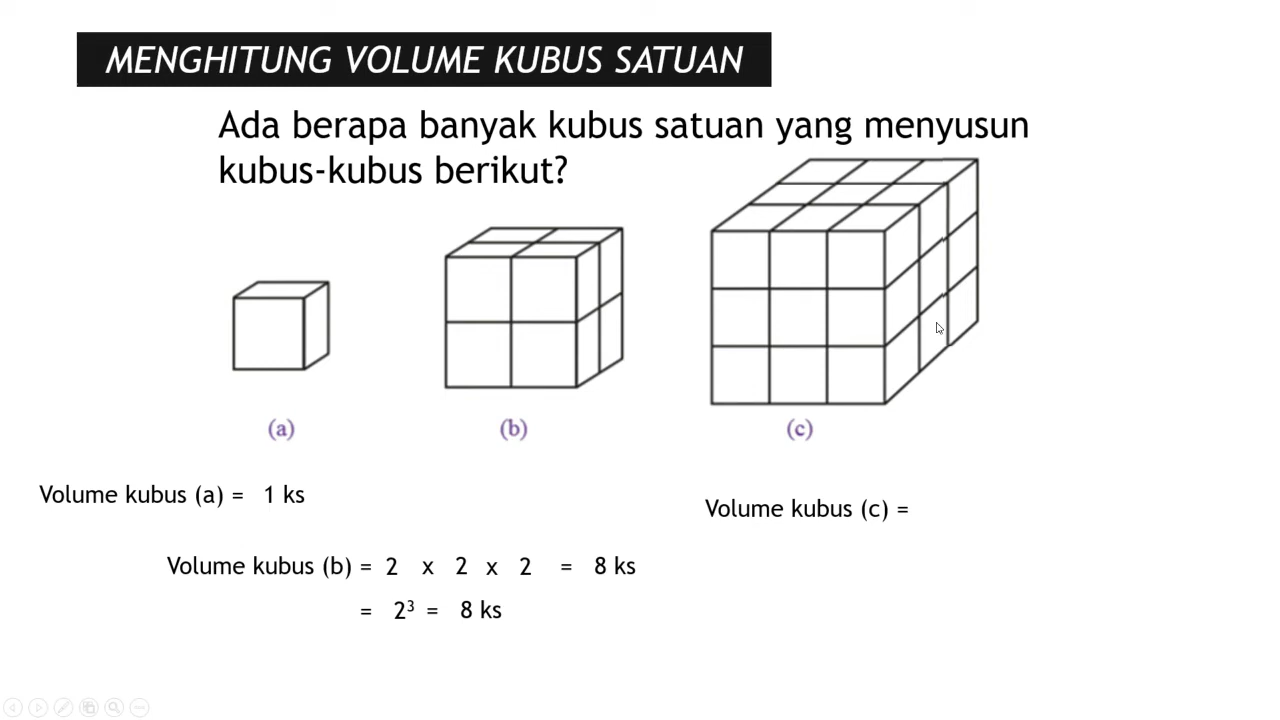 MENGHITUNG VOLUME KUBUS SATUAN
Ada berapa banyak kubus satuan yang menyusun
kubus-kubus berikut?
(a)
(b)
(c)
Volume kubus (a) = 1 ks
Volume kubus (c) =
Volume kubus (b) = 2 x 2 x 2 = 8 ks
= 2³ = 8 ks